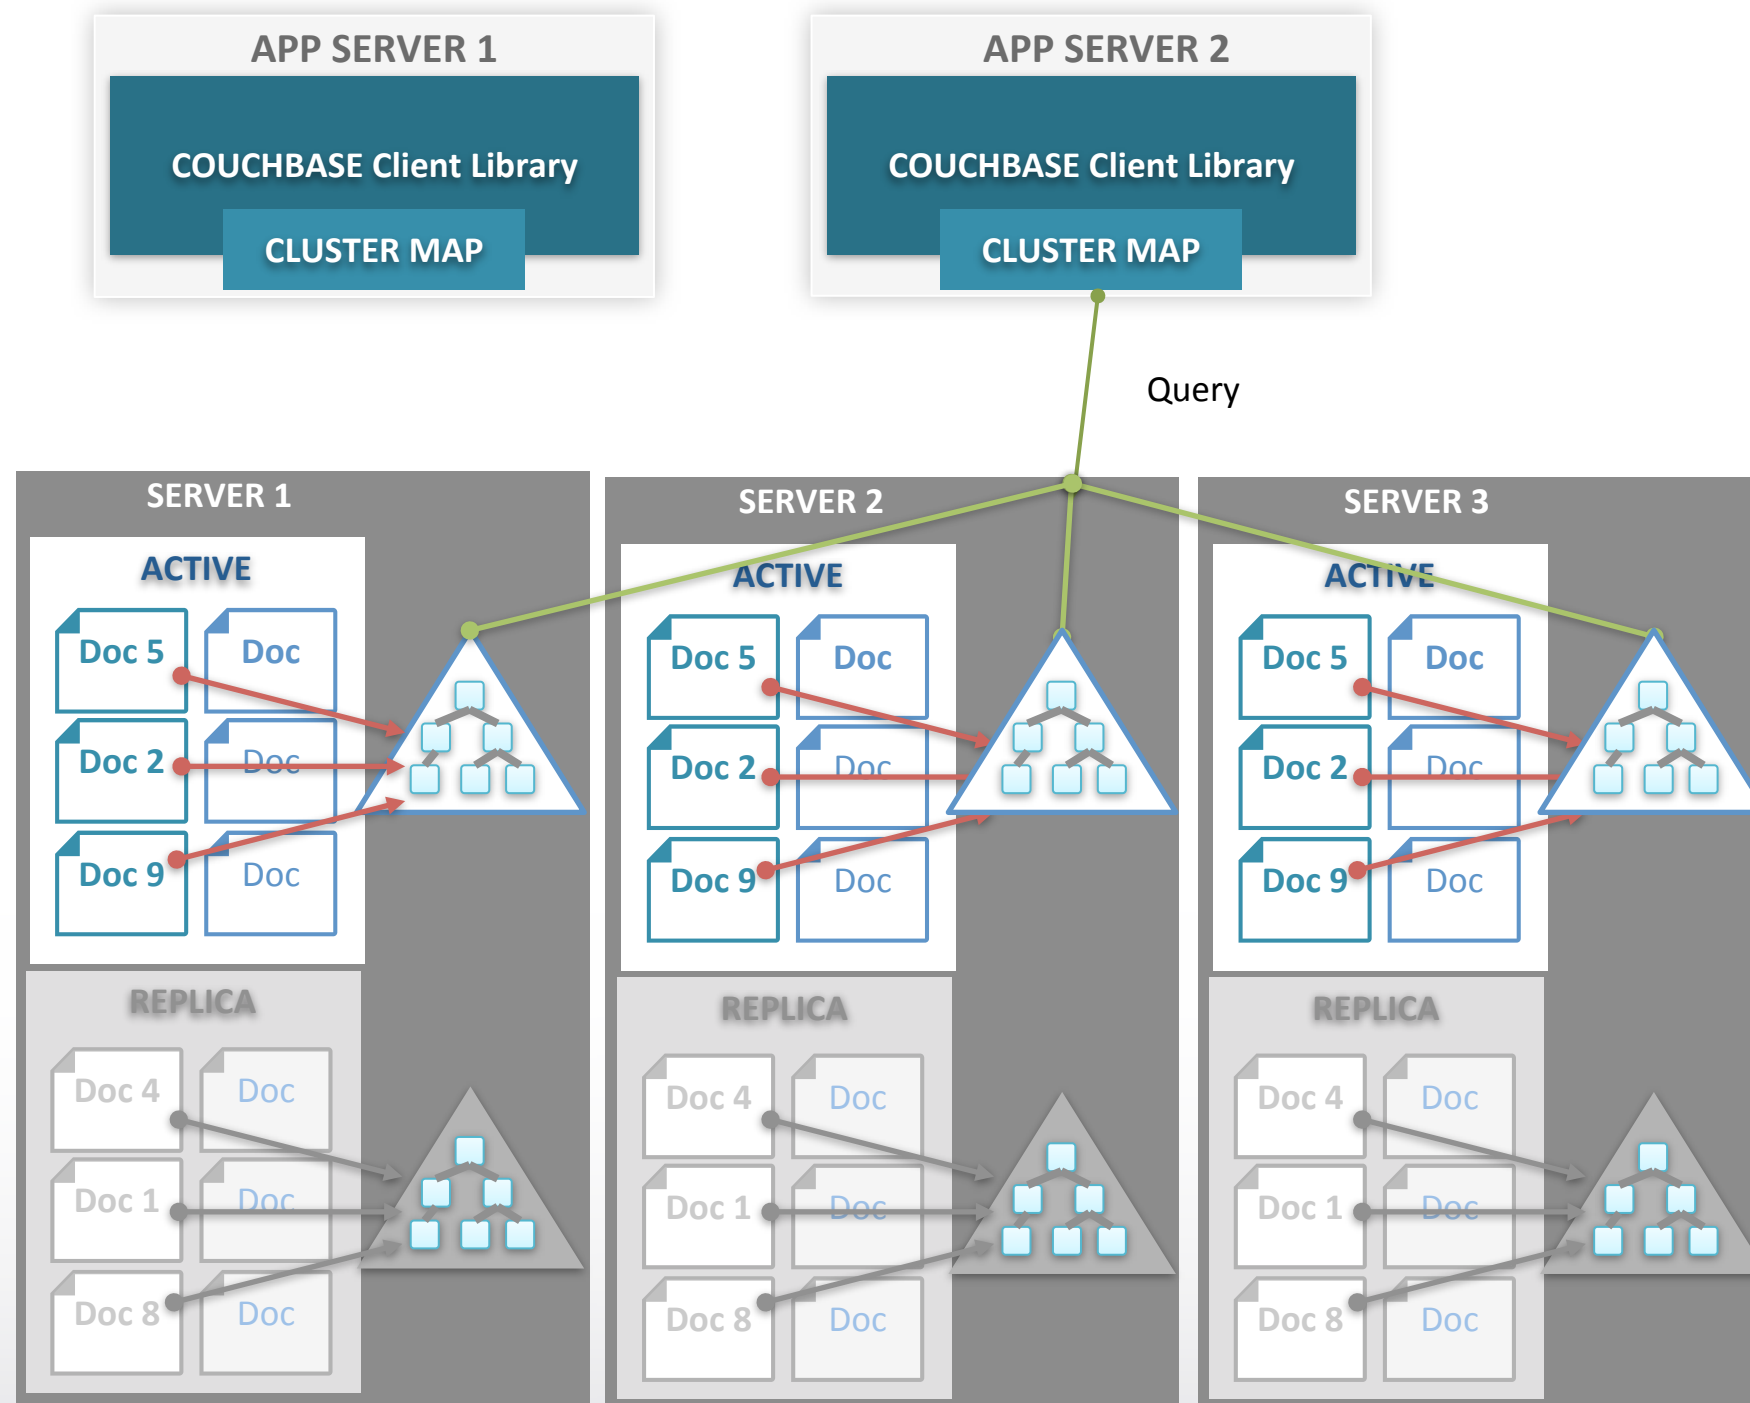 APP SERVER 1
COUCHBASE Client Library
CLUSTER MAP
APP SERVER 2
COUCHBASE Client Library
CLUSTER MAP
Query
SERVER 1
ACTIVE
Doc 5
Doc
Doc 2
Doc
Doc 9
Doc
REPLICA
Doc 4
Doc
Doc 1
Doc
Doc 8
Doc
SERVER 2
ACTIVE
Doc 5
Doc
Doc 2
Doc
Doc 9
Doc
REPLICA
Doc 4
Doc
Doc 1
Doc
Doc 8
Doc
SERVER 3
ACTIVE
Doc 5
Doc
Doc 2
Doc
Doc 9
Doc
REPLICA
Doc 4
Doc
Doc 1
Doc
Doc 8
Doc